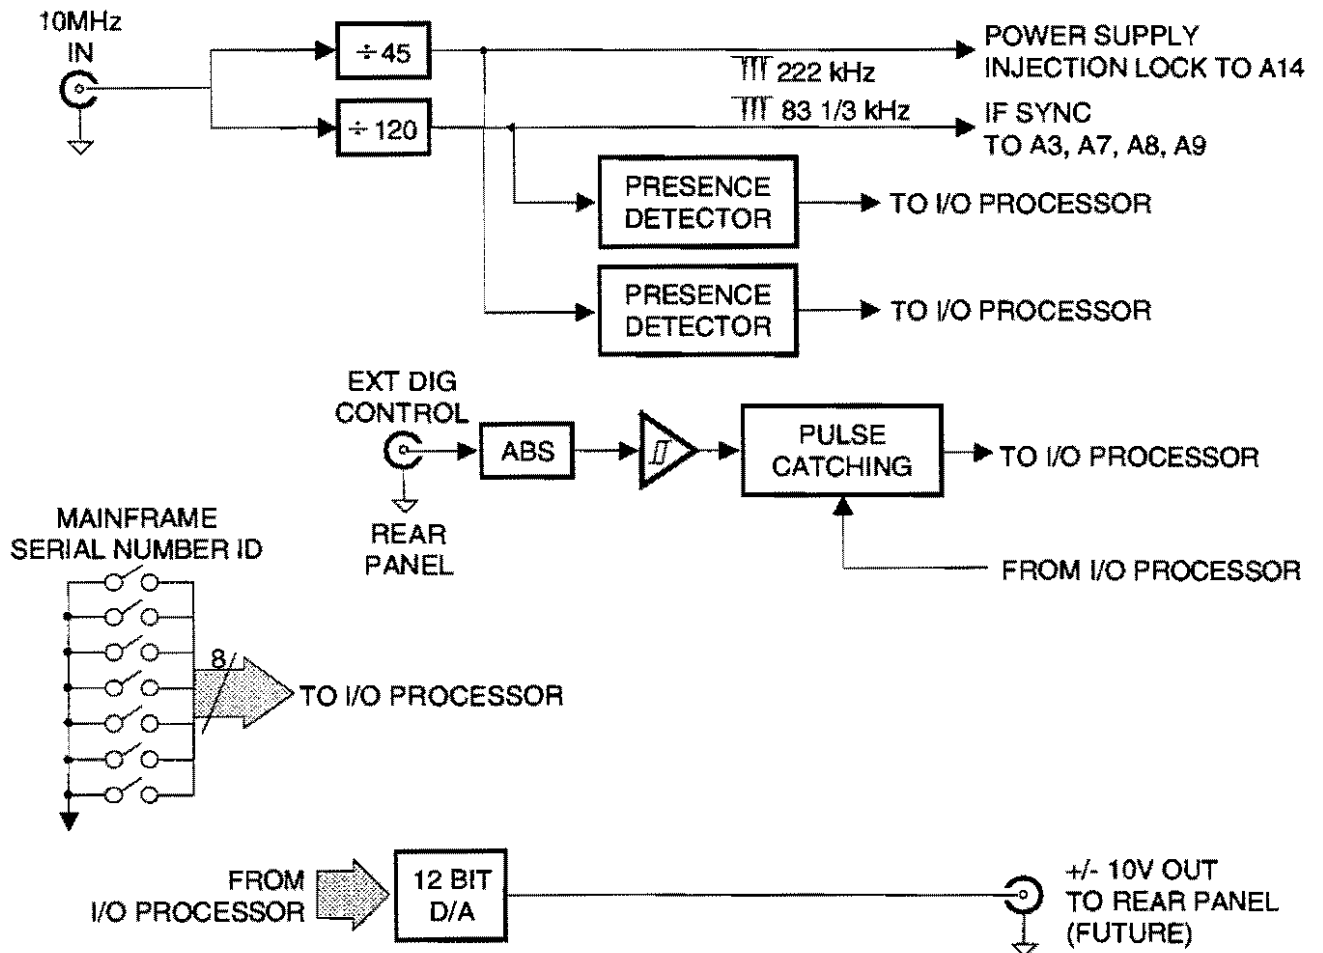 10MHz
IN
÷ 45
÷ 120
222 kHz
83 1/3 kHz
POWER SUPPLY
INJECTION LOCK TO A14
IF SYNC
TO A3, A7, A8, A9
PRESENCE
DETECTOR
TO I/O PROCESSOR
PRESENCE
DETECTOR
TO I/O PROCESSOR
EXT DIG
CONTROL
ABS
PULSE
CATCHING
TO I/O PROCESSOR
REAR
PANEL
FROM I/O PROCESSOR
MAINFRAME
SERIAL NUMBER ID
8
TO I/O PROCESSOR
FROM
I/O PROCESSOR
12 BIT
D/A
+/- 10V OUT
TO REAR PANEL
(FUTURE)